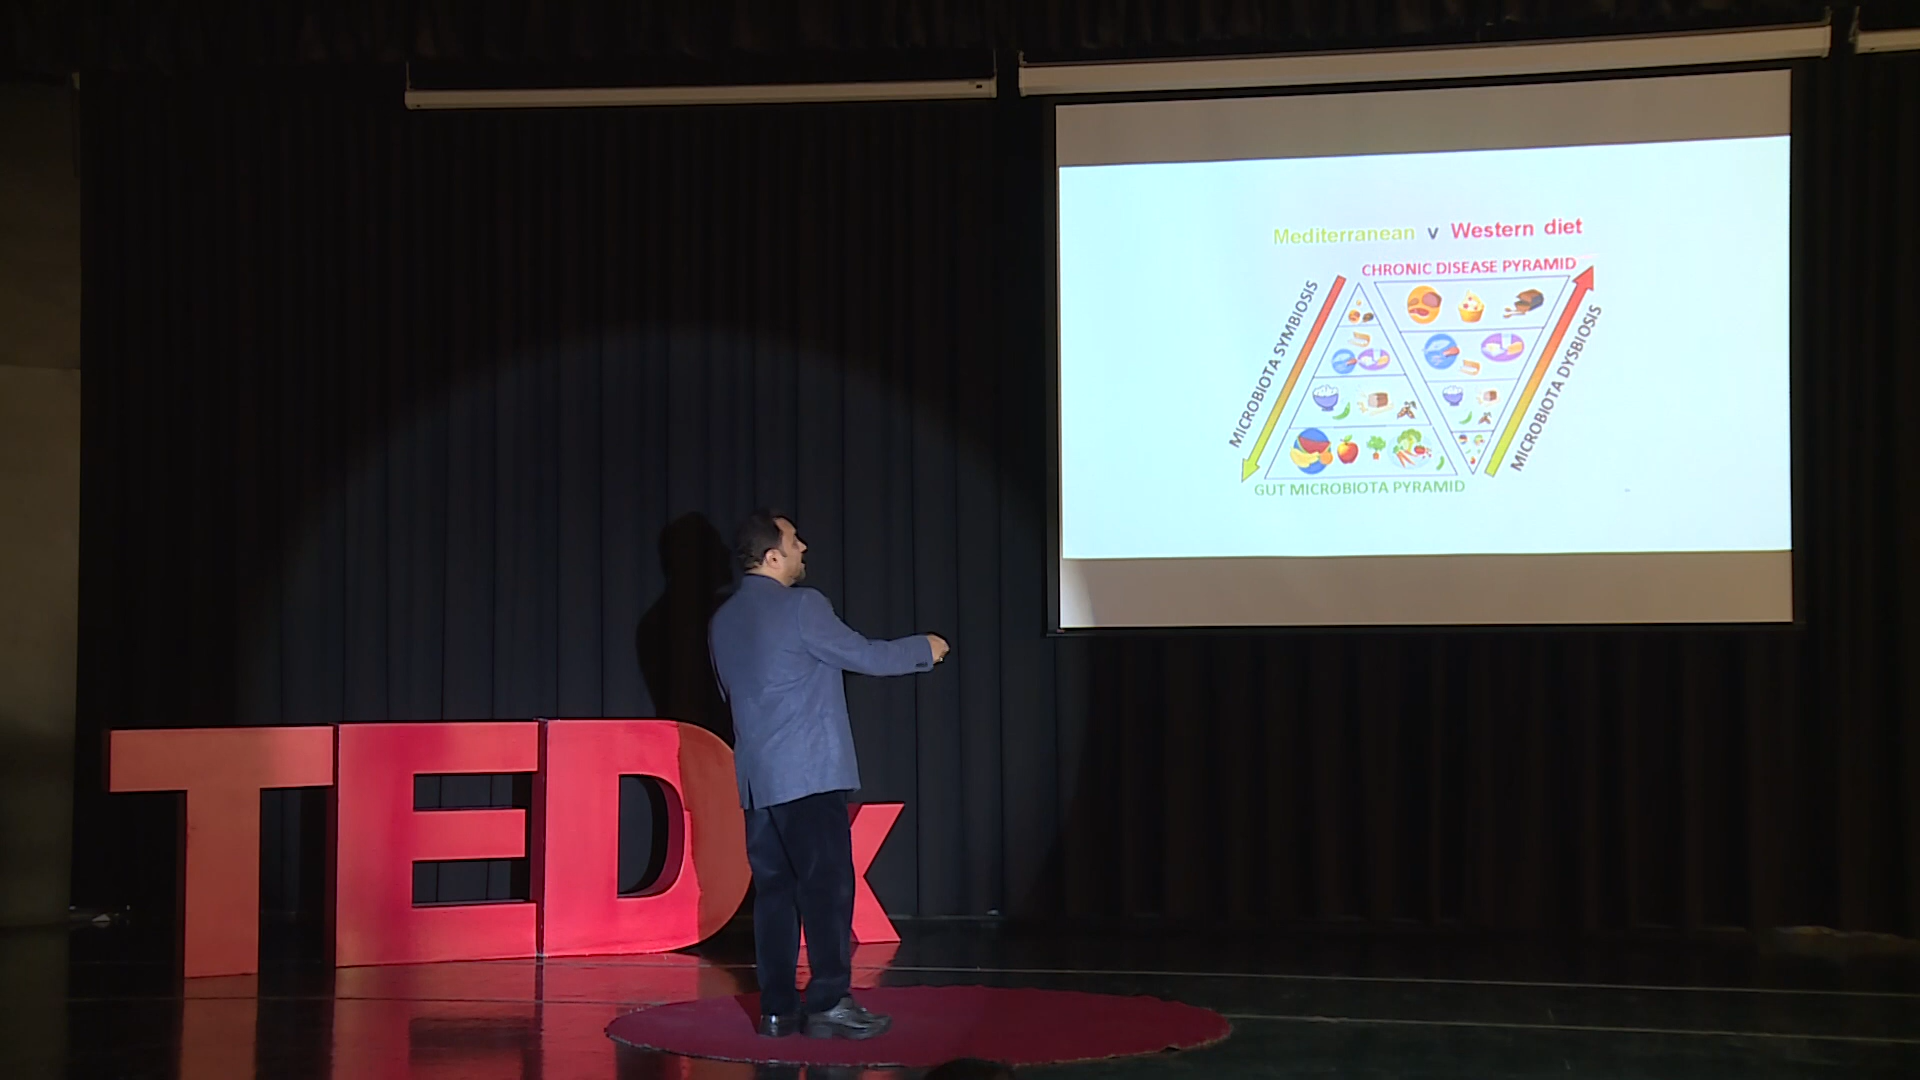 Mediterranean v Western diet
CHRONIC DISEASE PYRAMID
MICROBIOTA SYMBIOSIS
MICROBIOTA DYSBIOSIS
GUT MICROBIOTA PYRAMID
TEDx